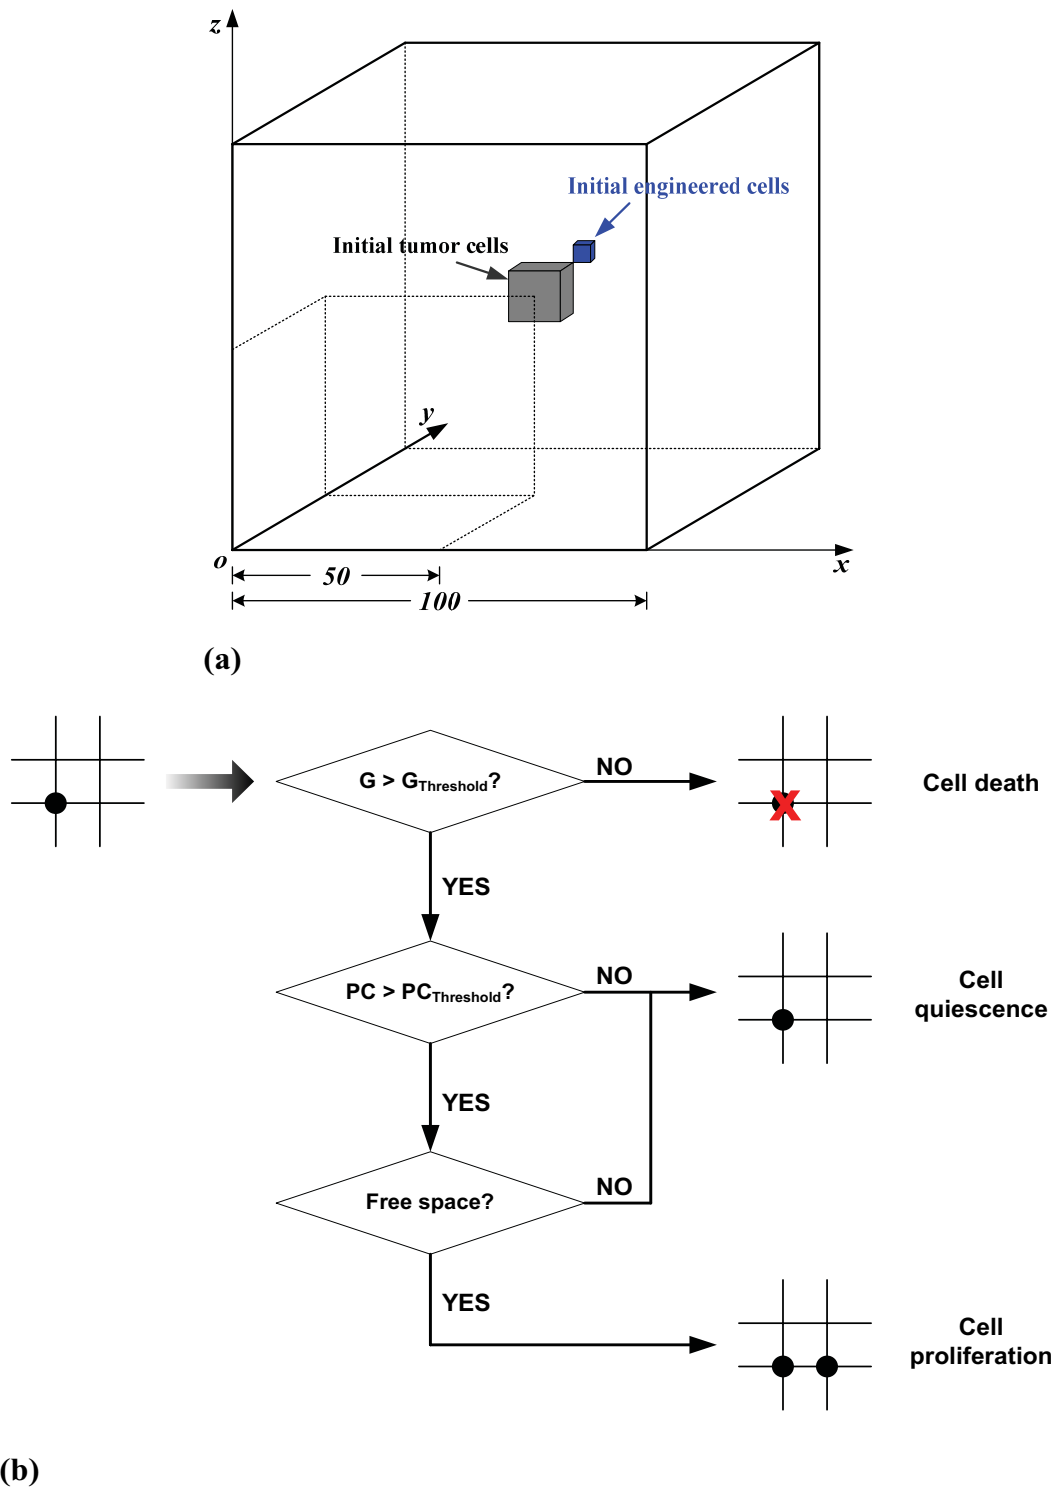 z
Initial engineered cells
Initial tumor cells
y
o
x
50
100
(a)
G > GThreshold?
NO
Cell death
YES
PC > PCThreshold?
NO
Cell
quiescence
YES
Free space?
NO
YES
Cell
proliferation
(b)